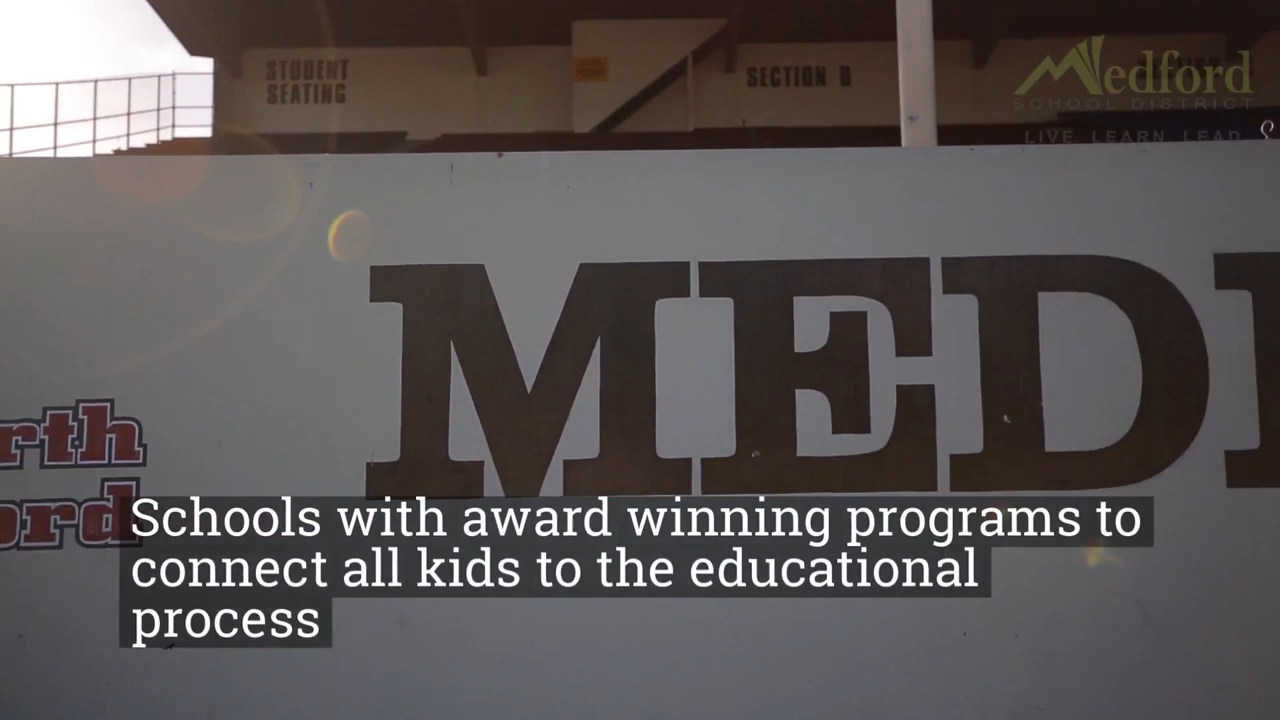 STUDENT
SEATING
SECTION B
Medford
SCHOOL DISTRICT
LIVE LEARN LEAD
MED
rth
ord
Schools with award winning programs to
connect all kids to the educational
process